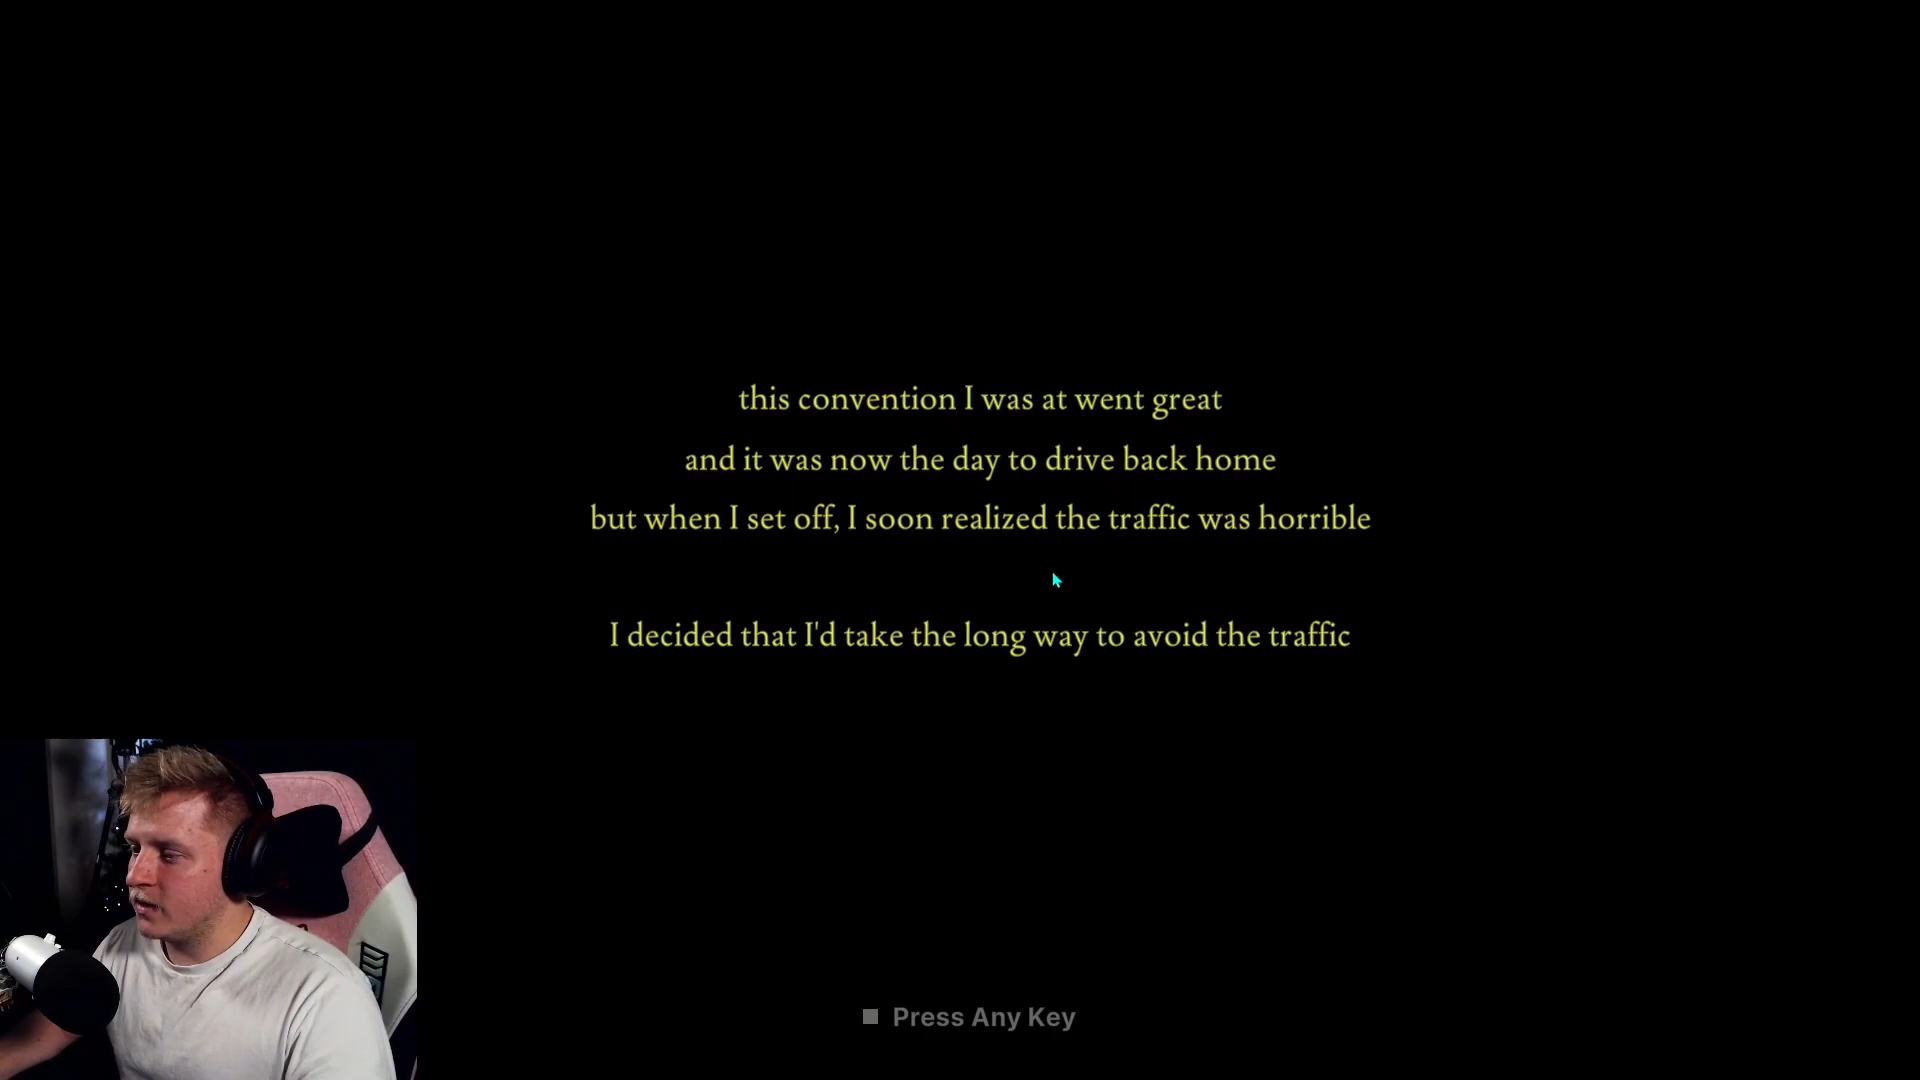 this convention I was at went great
and it was now the day to drive back home
but when I set off, I soon realized the traffic was horrible
I decided that I'd take the long way to avoid the traffic
Press Any Key